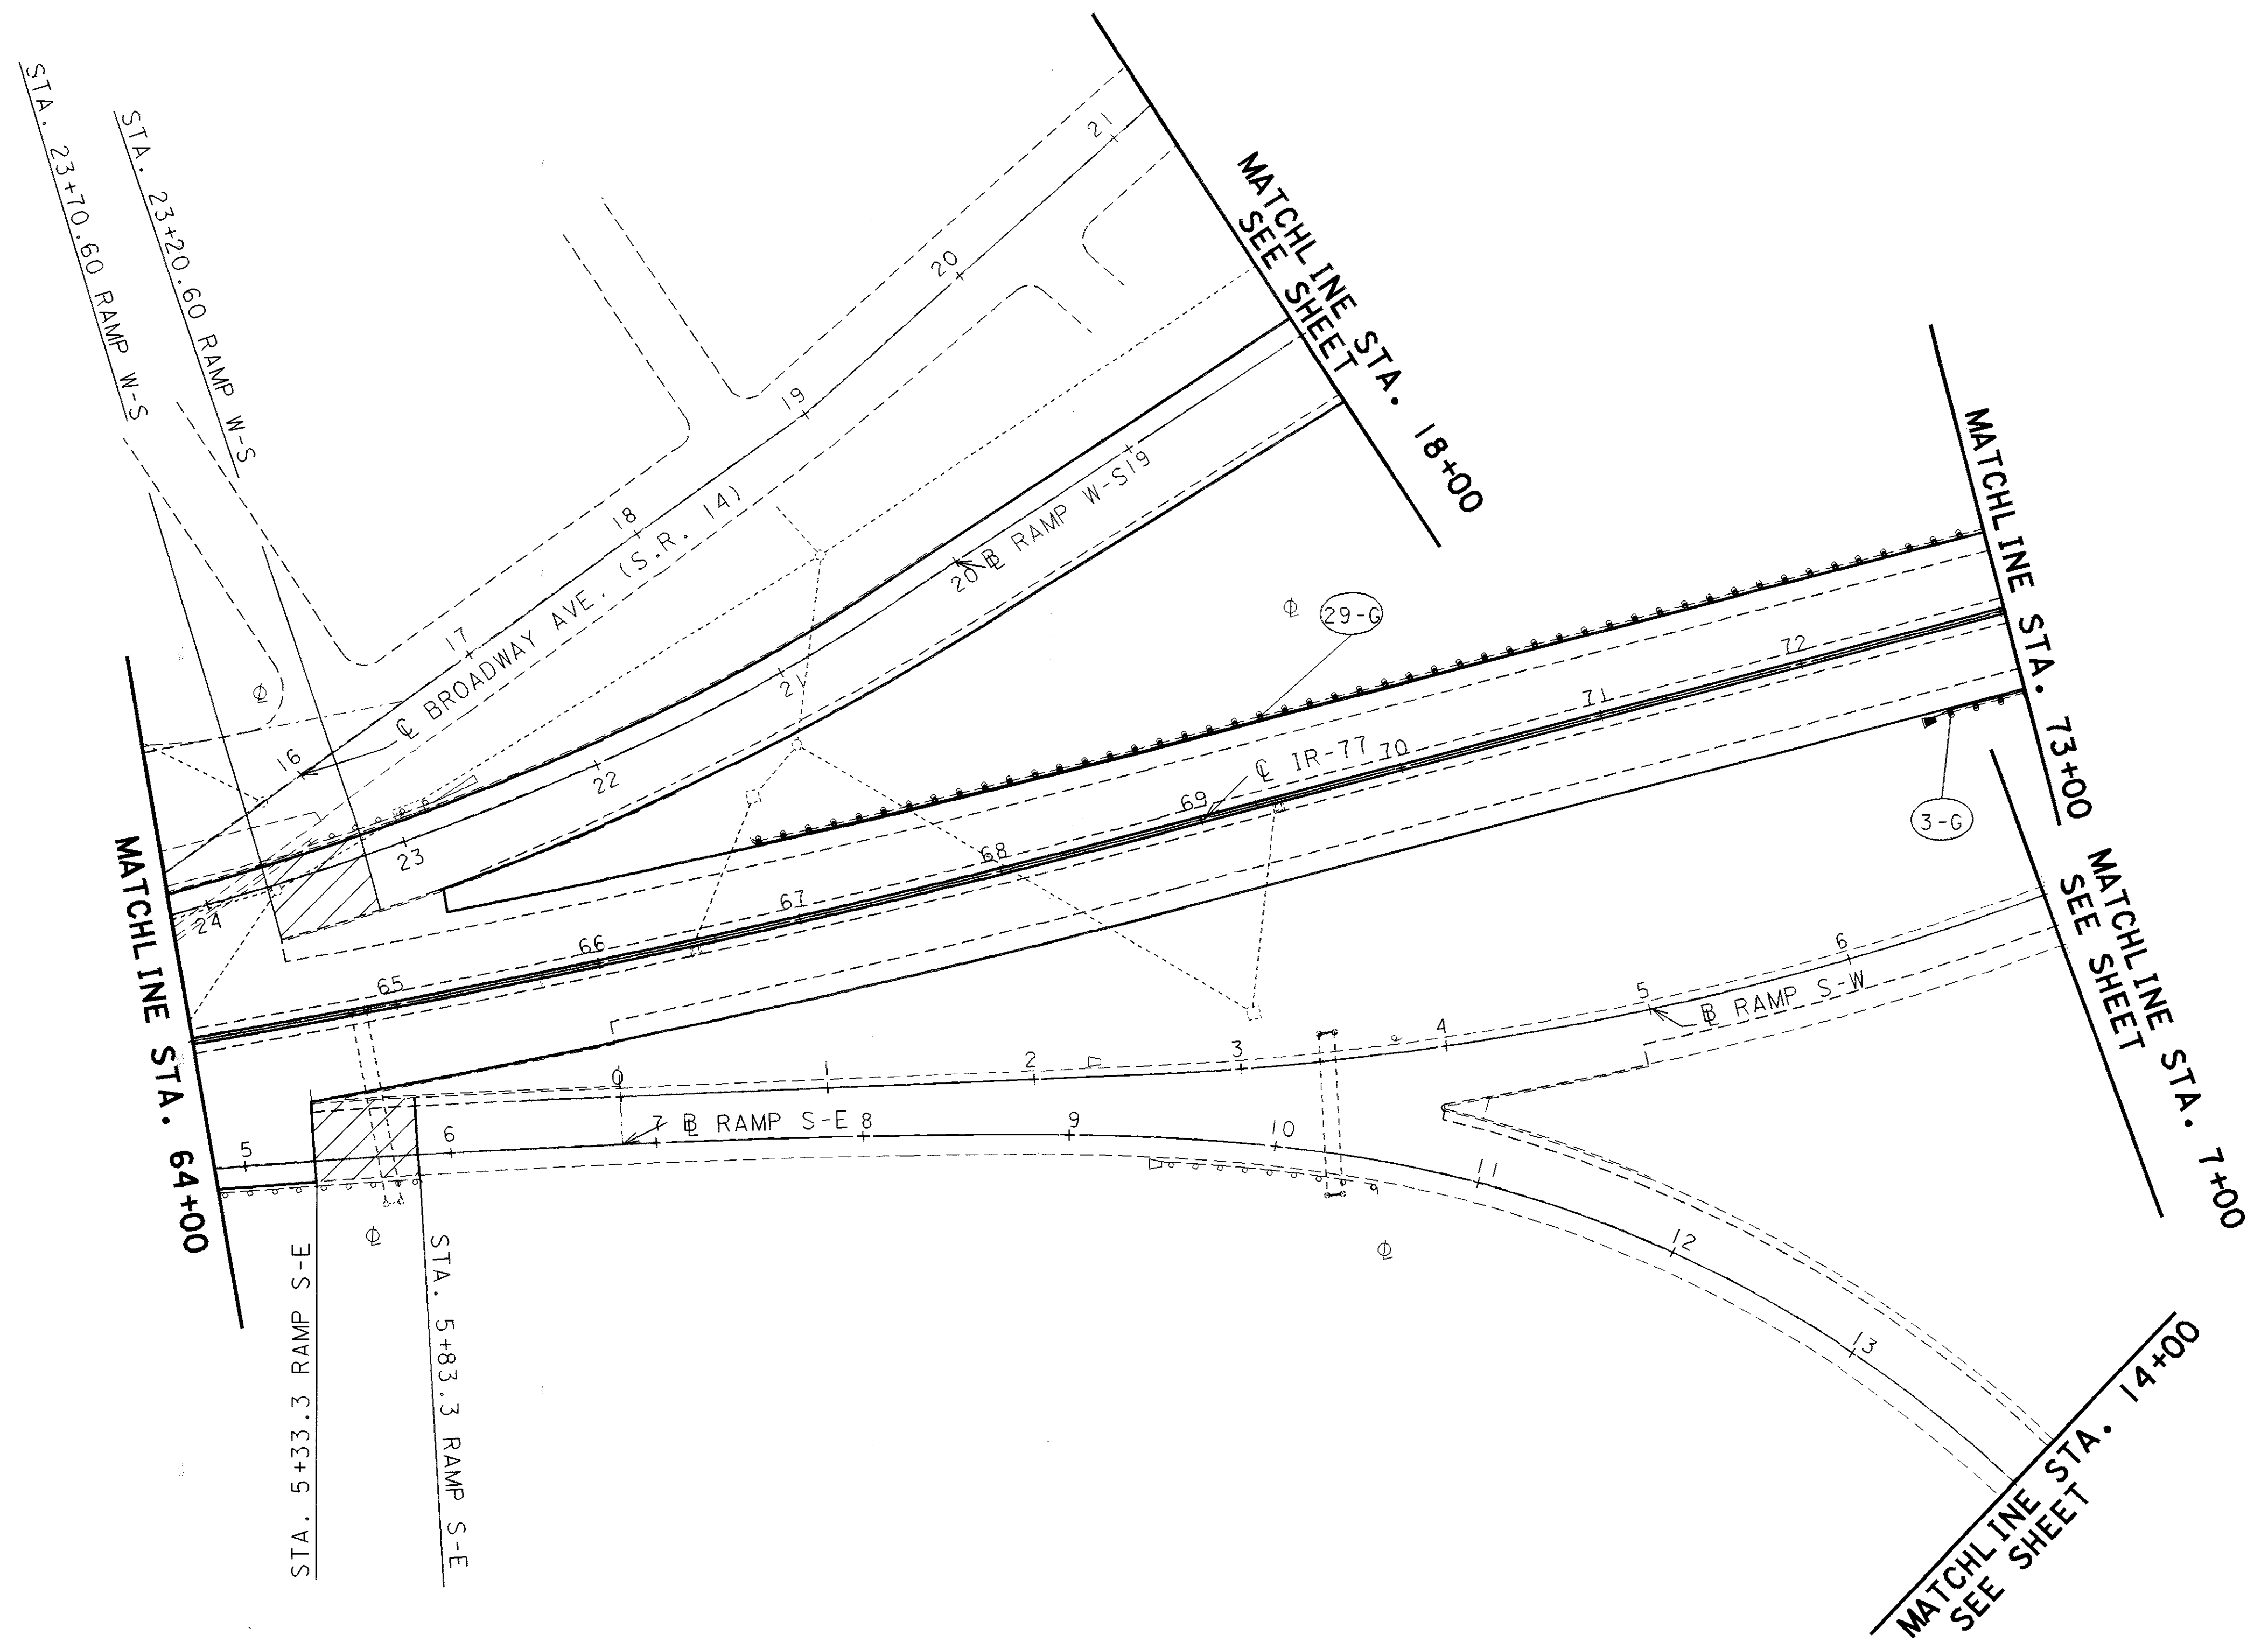 STA. 23+70.60 RAMP W-S
STA. 23+20.60 RAMP W-S
MATCHLINE STA. 18+00
SEE SHEET
21
20
19
18
17
16
℄ BROADWAY AVE. (S.R. 14)
19
20
21
22
23
24
℄ RAMP W-S
MATCHLINE STA. 73+00
29-G
3-G
℄ IR-77
72
71
70
69
68
67
66
65
MATCHLINE STA. 64+00
MATCHLINE STA. 7+00
SEE SHEET
0
1
2
3
4
5
6
℄ RAMP S-W
5
6
7
8
9
10
11
12
13
℄ RAMP S-E
STA. 5+33.3 RAMP S-E
STA. 5+83.3 RAMP S-E
MATCHLINE STA. 14+00
SEE SHEET